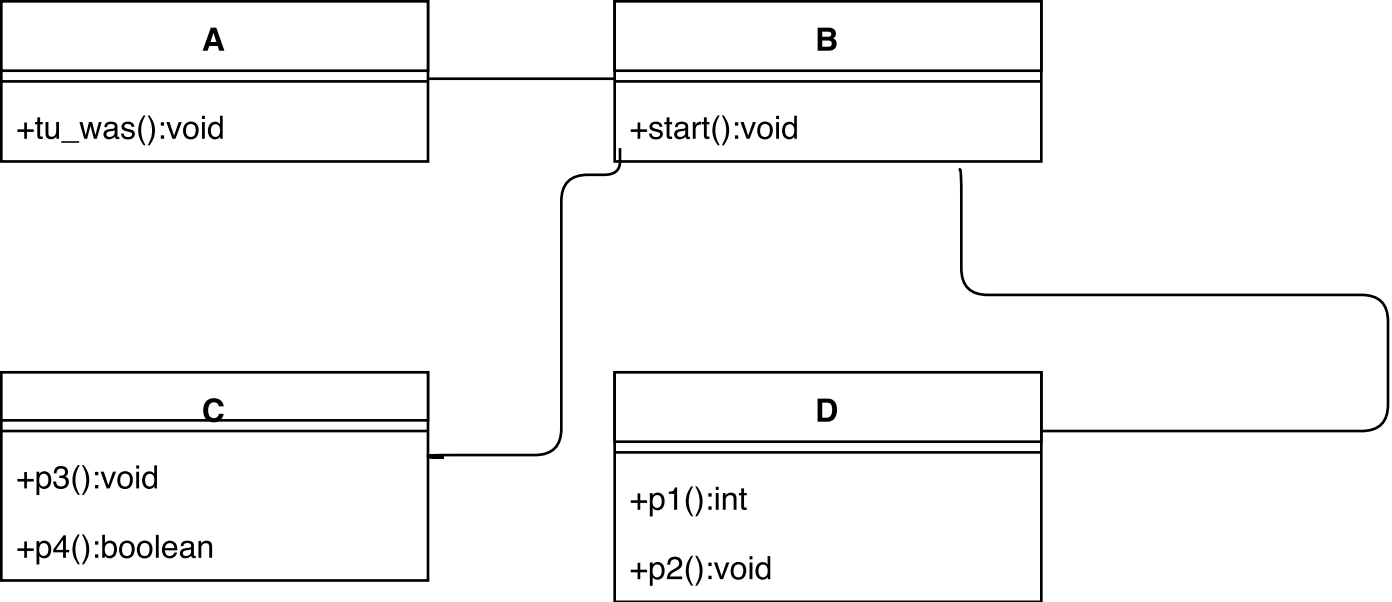 A
+tu_was():void
B
+start():void
C
+p3():void
+p4():boolean
D
+p1():int
+p2():void